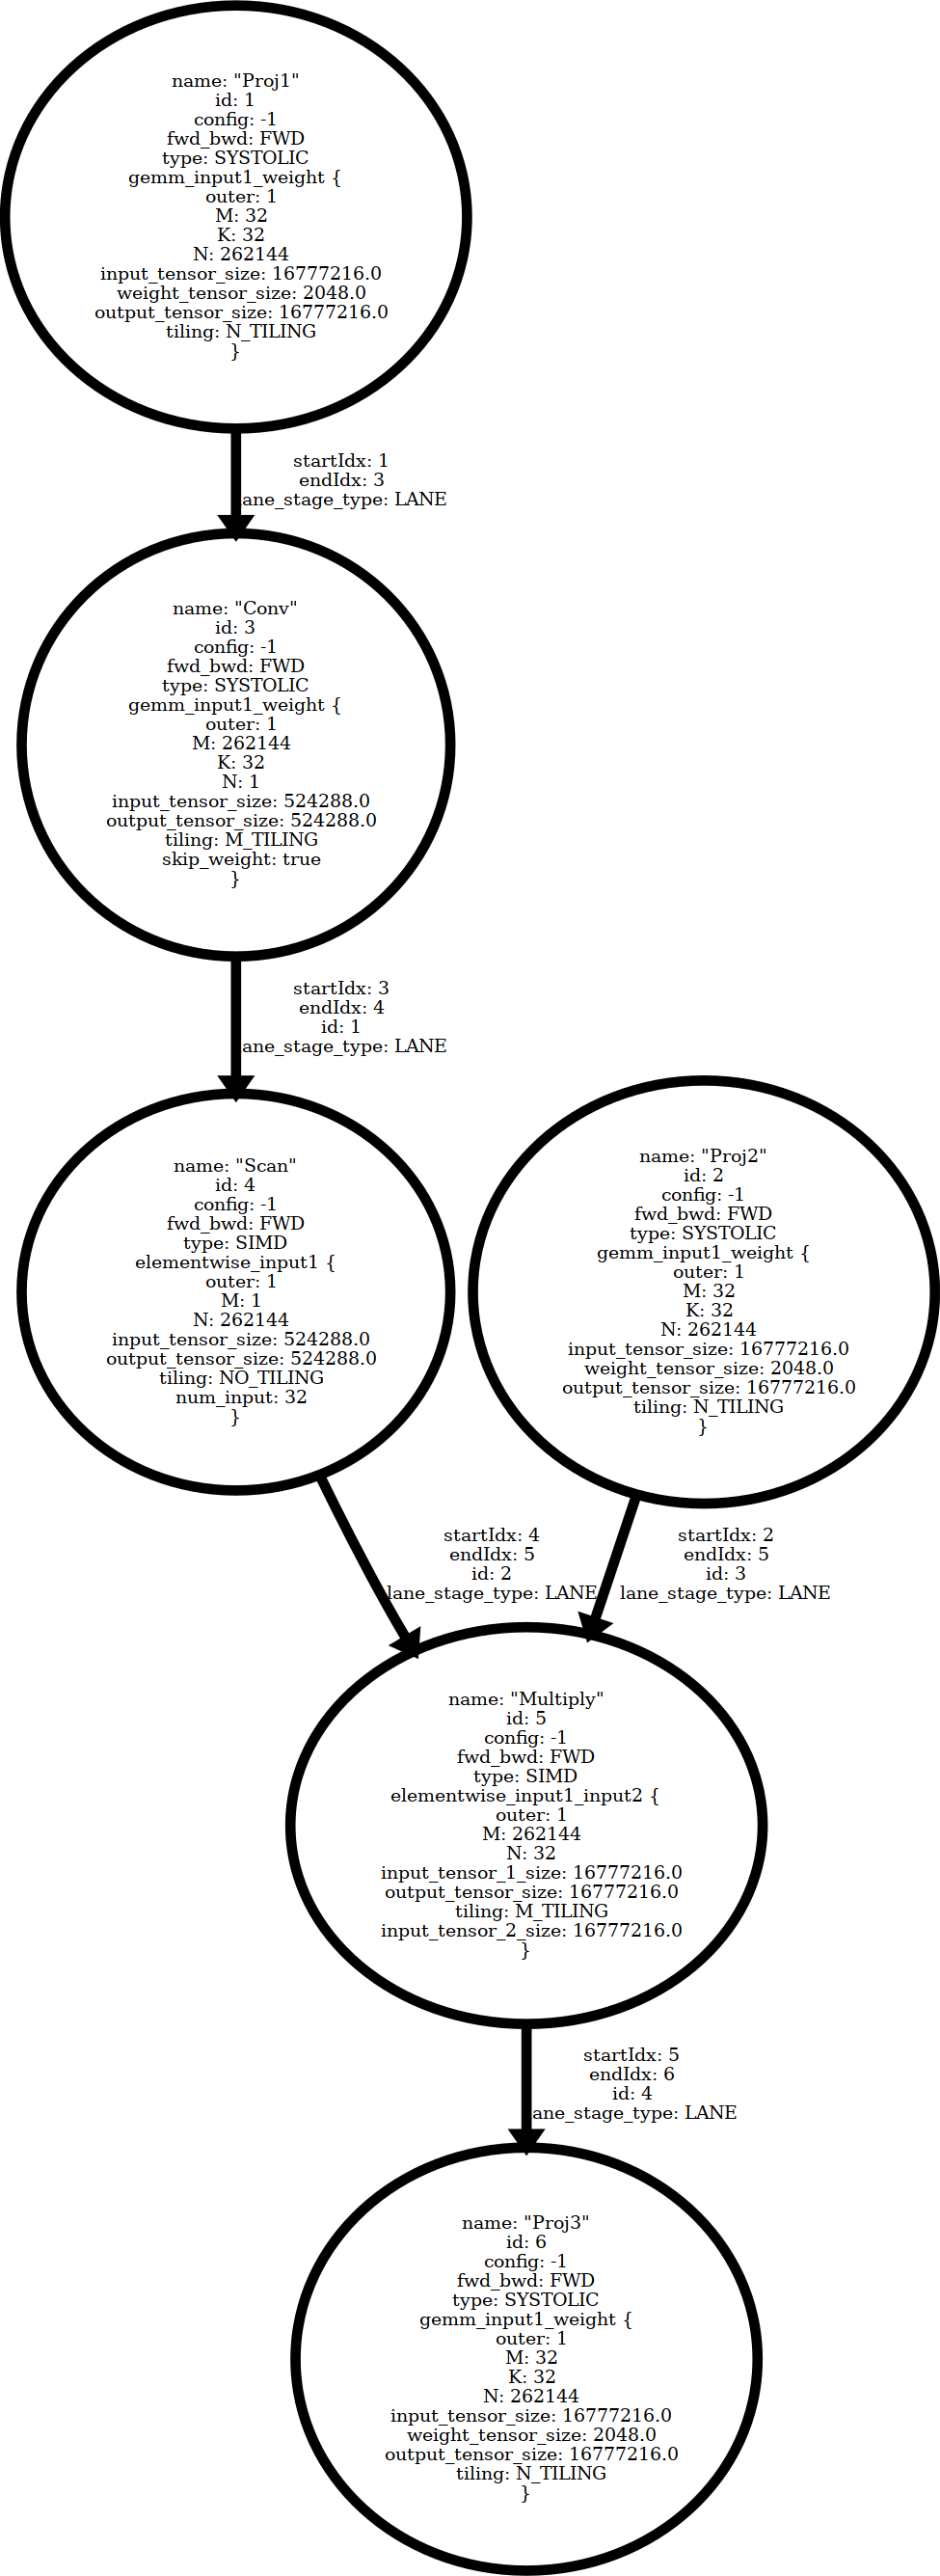 name: "Proj1"
id: 1
config: -1
fwd_bwd: FWD
type: SYSTOLIC
gemm_input1_weight {
outer: 1
M: 32
K: 32
N: 262144
input_tensor_size: 16777216.0
weight_tensor_size: 2048.0
output_tensor_size: 16777216.0
tiling: N_TILING
}
startIdx: 1
endIdx: 3
lane_stage_type: LANE
name: "Conv"
id: 3
config: -1
fwd_bwd: FWD
type: SYSTOLIC
gemm_input1_weight {
outer: 1
M: 262144
K: 32
N: 1
input_tensor_size: 524288.0
output_tensor_size: 524288.0
tiling: M_TILING
skip_weight: true
}
startIdx: 3
endIdx: 4
id: 1
lane_stage_type: LANE
name: "Scan"
id: 4
config: -1
fwd_bwd: FWD
type: SIMD
elementwise_input1 {
outer: 1
M: 1
N: 262144
input_tensor_size: 524288.0
output_tensor_size: 524288.0
tiling: NO_TILING
num_input: 32
}
name: "Proj2"
id: 2
config: -1
fwd_bwd: FWD
type: SYSTOLIC
gemm_input1_weight {
outer: 1
M: 32
K: 32
N: 262144
input_tensor_size: 16777216.0
weight_tensor_size: 2048.0
output_tensor_size: 16777216.0
tiling: N_TILING
}
startIdx: 4
endIdx: 5
id: 2
lane_stage_type: LANE
startIdx: 2
endIdx: 5
id: 3
lane_stage_type: LANE
name: "Multiply"
id: 5
config: -1
fwd_bwd: FWD
type: SIMD
elementwise_input1_input2 {
outer: 1
M: 262144
N: 32
input_tensor_1_size: 16777216.0
output_tensor_size: 16777216.0
tiling: M_TILING
input_tensor_2_size: 16777216.0
}
startIdx: 5
endIdx: 6
id: 4
lane_stage_type: LANE
name: "Proj3"
id: 6
config: -1
fwd_bwd: FWD
type: SYSTOLIC
gemm_input1_weight {
outer: 1
M: 32
K: 32
N: 262144
input_tensor_size: 16777216.0
weight_tensor_size: 2048.0
output_tensor_size: 16777216.0
tiling: N_TILING
}